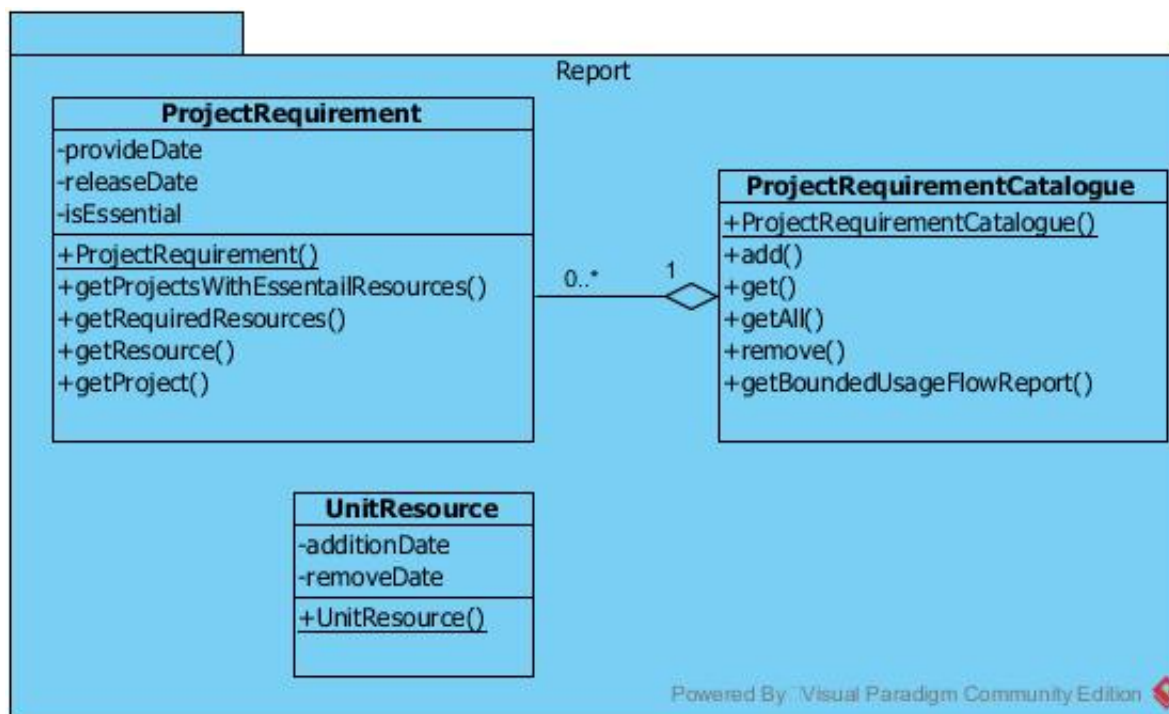 Report
ProjectRequirement
-provideDate
-releaseDate
-isEssential
+ProjectRequirement()
+getProjectsWithEssentailResources()
+getRequiredResources()
+getResource()
+getProject()
0..*
1
ProjectRequirementCatalogue
+ProjectRequirementCatalogue()
+add()
+get()
+getAll()
+remove()
+getBoundedUsageFlowReport()
UnitResource
-additionDate
-removeDate
+UnitResource()
Powered By Visual Paradigm Community Edition